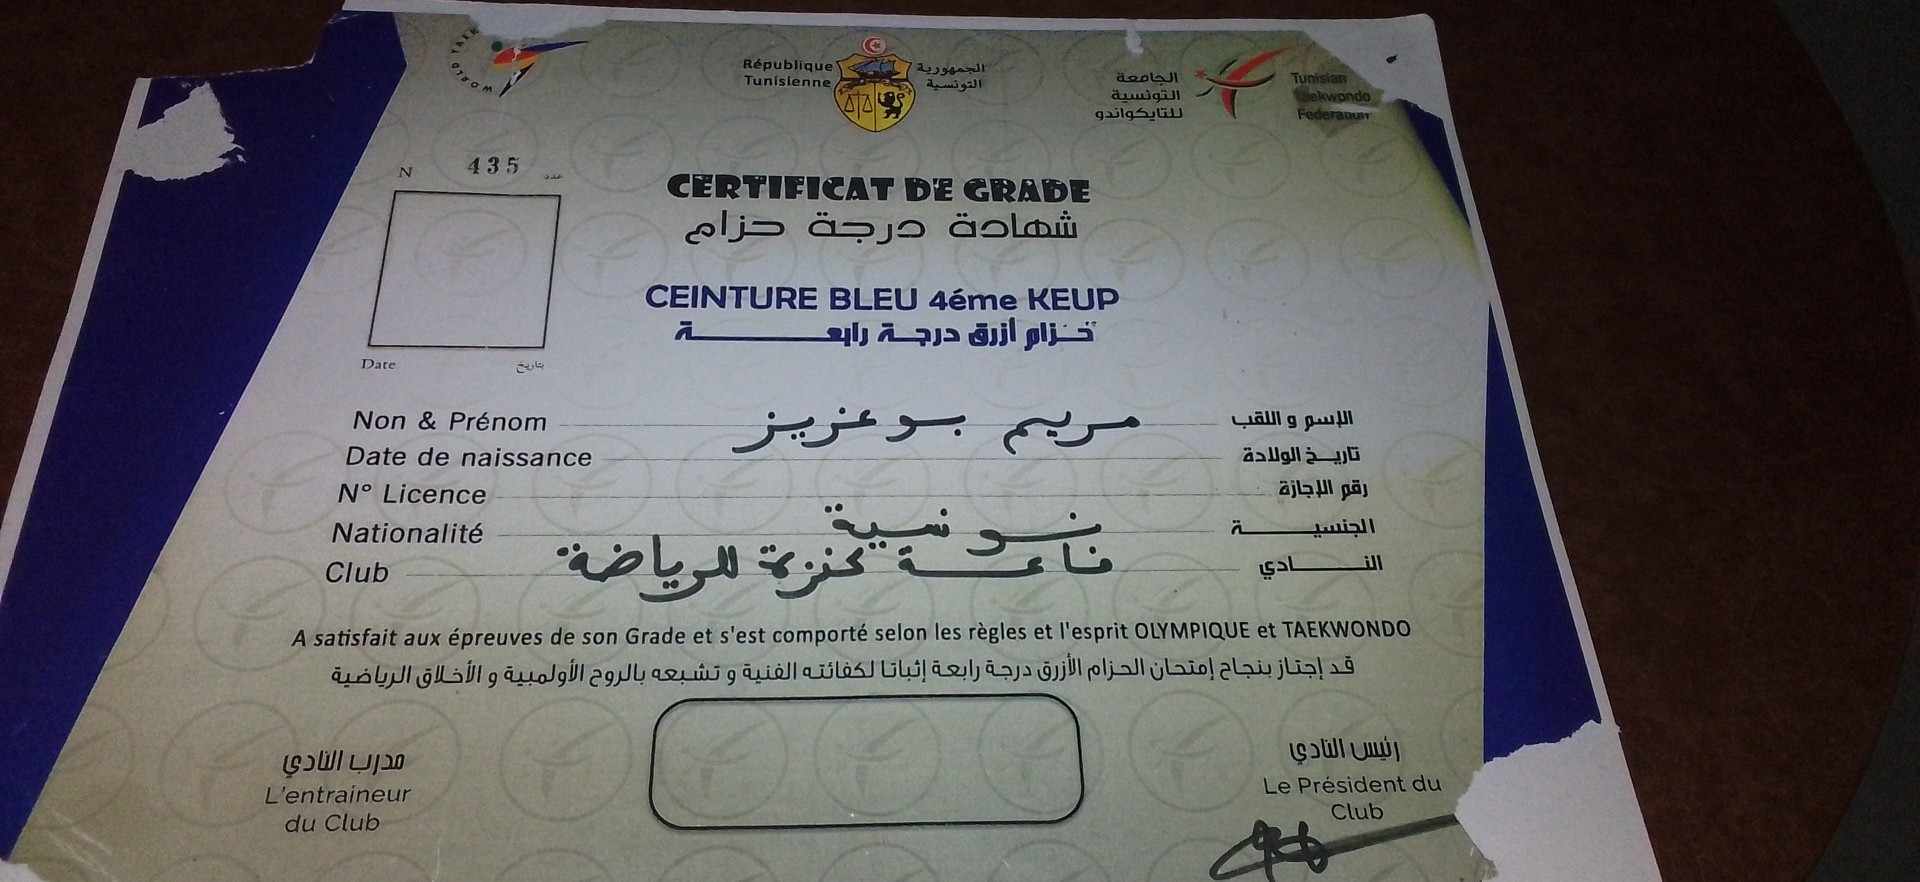 WORLD TAEK
République
Tunisienne
الجمهورية
التونسية
الجامعة
التونسية
للتايكواندو
Tunisian
Taekwondo
Federation
N 435 عدد
CERTIFICAT DE GRADE
شهادة درجة حزام
CEINTURE BLEU 4éme KEUP
حزام أزرق درجة رابعة
Date بتاريخ
Non & Prénom مريم بوعزيز الإسم و اللقب
Date de naissance تاريخ الولادة
N° Licence رقم الإجازة
Nationalité تونسية الجنسية
Club قاعة للرياضة النادي
A satisfait aux épreuves de son Grade et s'est comporté selon les règles et l'esprit OLYMPIQUE et TAEKWONDO
قد إجتاز بنجاح إمتحان الحزام الأزرق درجة رابعة إثباتا لكفائته الفنية و تشبعه بالروح الأولمبية و الأخلاق الرياضية
مدرب النادي
L'entraineur
du Club
رئيس النادي
Le Président du
Club